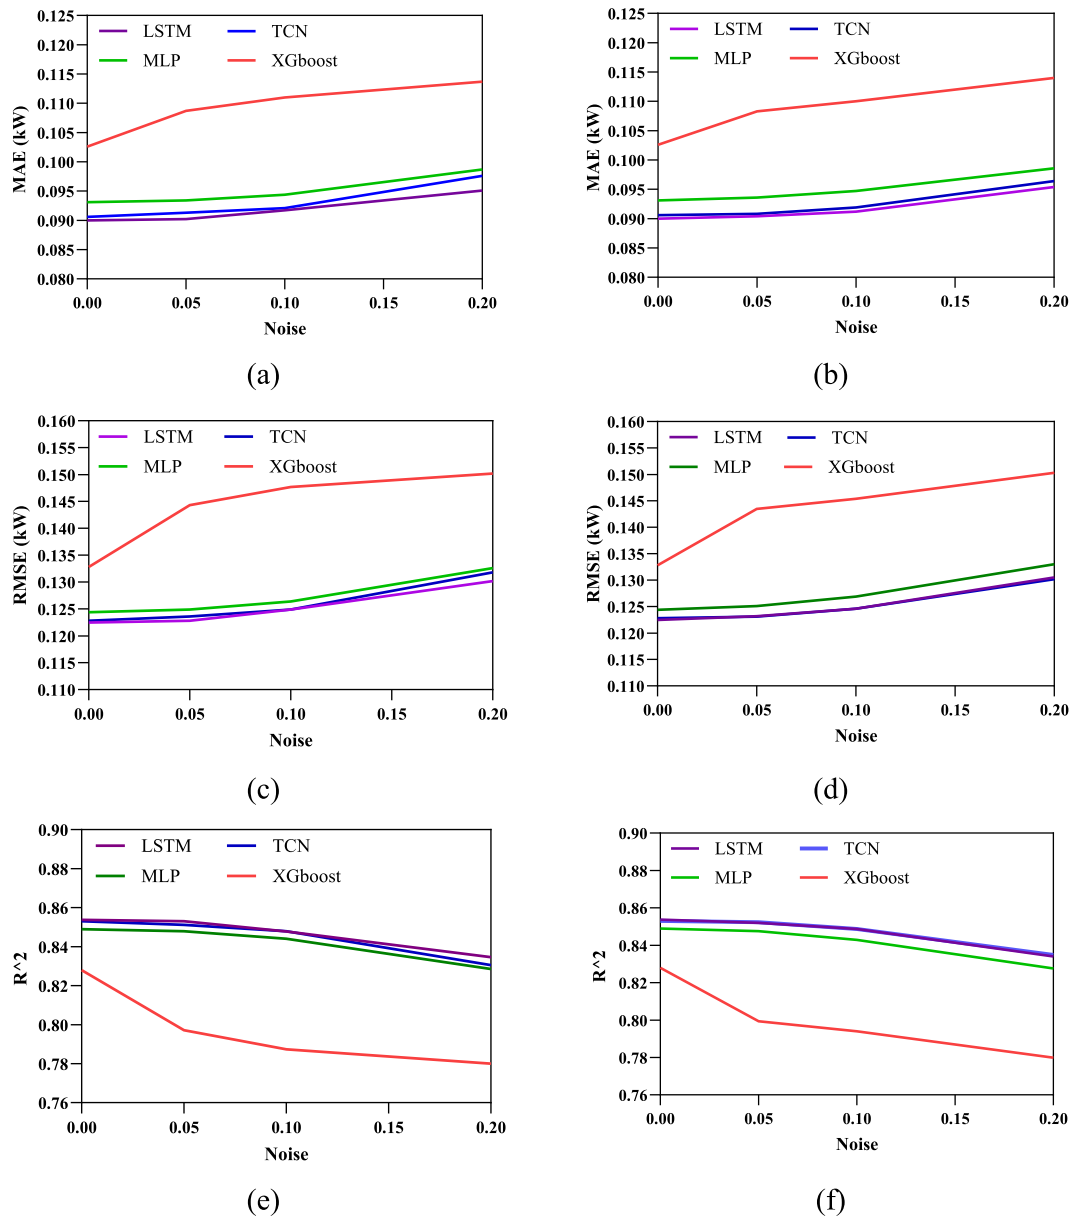 0.125
0.120
0.115
0.110
0.105
0.100
0.095
0.090
0.085
0.080
MAE (kW)
LSTM TCN
MLP XGboost
0.00 0.05 0.10 0.15 0.20
Noise
(a)
0.125
0.120
0.115
0.110
0.105
0.100
0.095
0.090
0.085
0.080
MAE (kW)
LSTM TCN
MLP XGboost
0.00 0.05 0.10 0.15 0.20
Noise
(b)
0.160
0.155
0.150
0.145
0.140
0.135
0.130
0.125
0.120
0.115
0.110
RMSE (kW)
LSTM TCN
MLP XGboost
0.00 0.05 0.10 0.15 0.20
Noise
(c)
0.160
0.155
0.150
0.145
0.140
0.135
0.130
0.125
0.120
0.115
0.110
RMSE (kW)
LSTM TCN
MLP XGboost
0.00 0.05 0.10 0.15 0.20
Noise
(d)
0.90
0.88
0.86
0.84
0.82
0.80
0.78
0.76
R^2
LSTM TCN
MLP XGboost
0.00 0.05 0.10 0.15 0.20
Noise
(e)
0.90
0.88
0.86
0.84
0.82
0.80
0.78
0.76
R^2
LSTM TCN
MLP XGboost
0.00 0.05 0.10 0.15 0.20
Noise
(f)